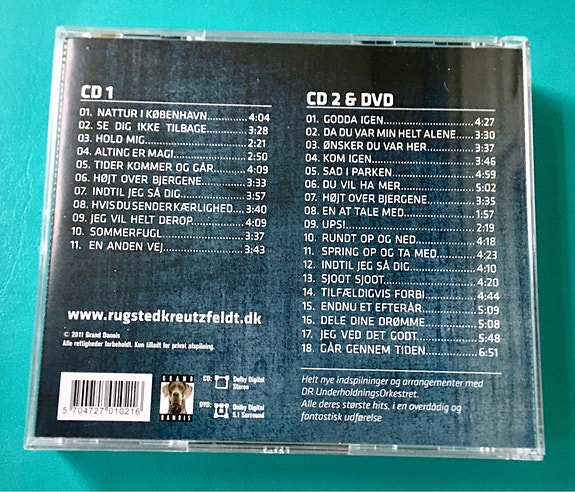 CD 1
01. NATTUR I KØBENHAVN............4:04
02. SE DIG IKKE TILBAGE..........3:28
03. HOLD MIG.........................2:21
04. ALTING ER MAGI..................2:50
05. TIDER KOMMER OG GÅR.........4:09
06. HØJT OVER BJERGENE...........3:33
07. INDTIL JEG SÅ DIG................3:57
08. HVIS DU SENDER KÆRLIGHED...3:40
09. JEG VIL HELT DEROP.............4:09
10. SOMMERFUGL....................3:37
11. EN ANDEN VEJ....................3:43
www.rugstedkreutzfeldt.dk
© 2011 Grand Danois
Alle rettigheder forbeholdt. Kun tilladt for privat afspilning.
5 704727 010216
GRAND
DANOIS
CD:
Dolby Digital
Stereo
DVD:
Dolby Digital
5.1 Surround
CD 2 & DVD
01. GODDA IGEN........................4:27
02. DA DU VAR MIN HELT ALENE....3:30
03. ØNSKER DU VAR HER............3:37
04. KOM IGEN..........................3:46
05. SAD I PARKEN.....................4:59
06. DU VIL HA MER....................5:02
07. HØJT OVER BJERGENE...........3:35
08. EN AT TALE MED..................1:57
09. UPS!.................................2:19
10. RUNDT OP OG NED...............4:18
11. SPRING OP OG TA MED..........4:23
12. INDTIL JEG SÅ DIG................4:10
13. SJOOT SJOOT......................4:20
14. TILFÆLDIGVIS FORBI.............4:44
15. ENDNU ET EFTERÅR..............5:09
16. DELE DINE DRØMME..............5:08
17. JEG VED DET GODT...............5:48
18. GÅR GENNEM TIDEN.............6:51
Helt nye indspilninger og arrangementer med
DR UnderholdningsOrkestret.
Alle deres største hits, i en overdådig og
fantastisk udførelse